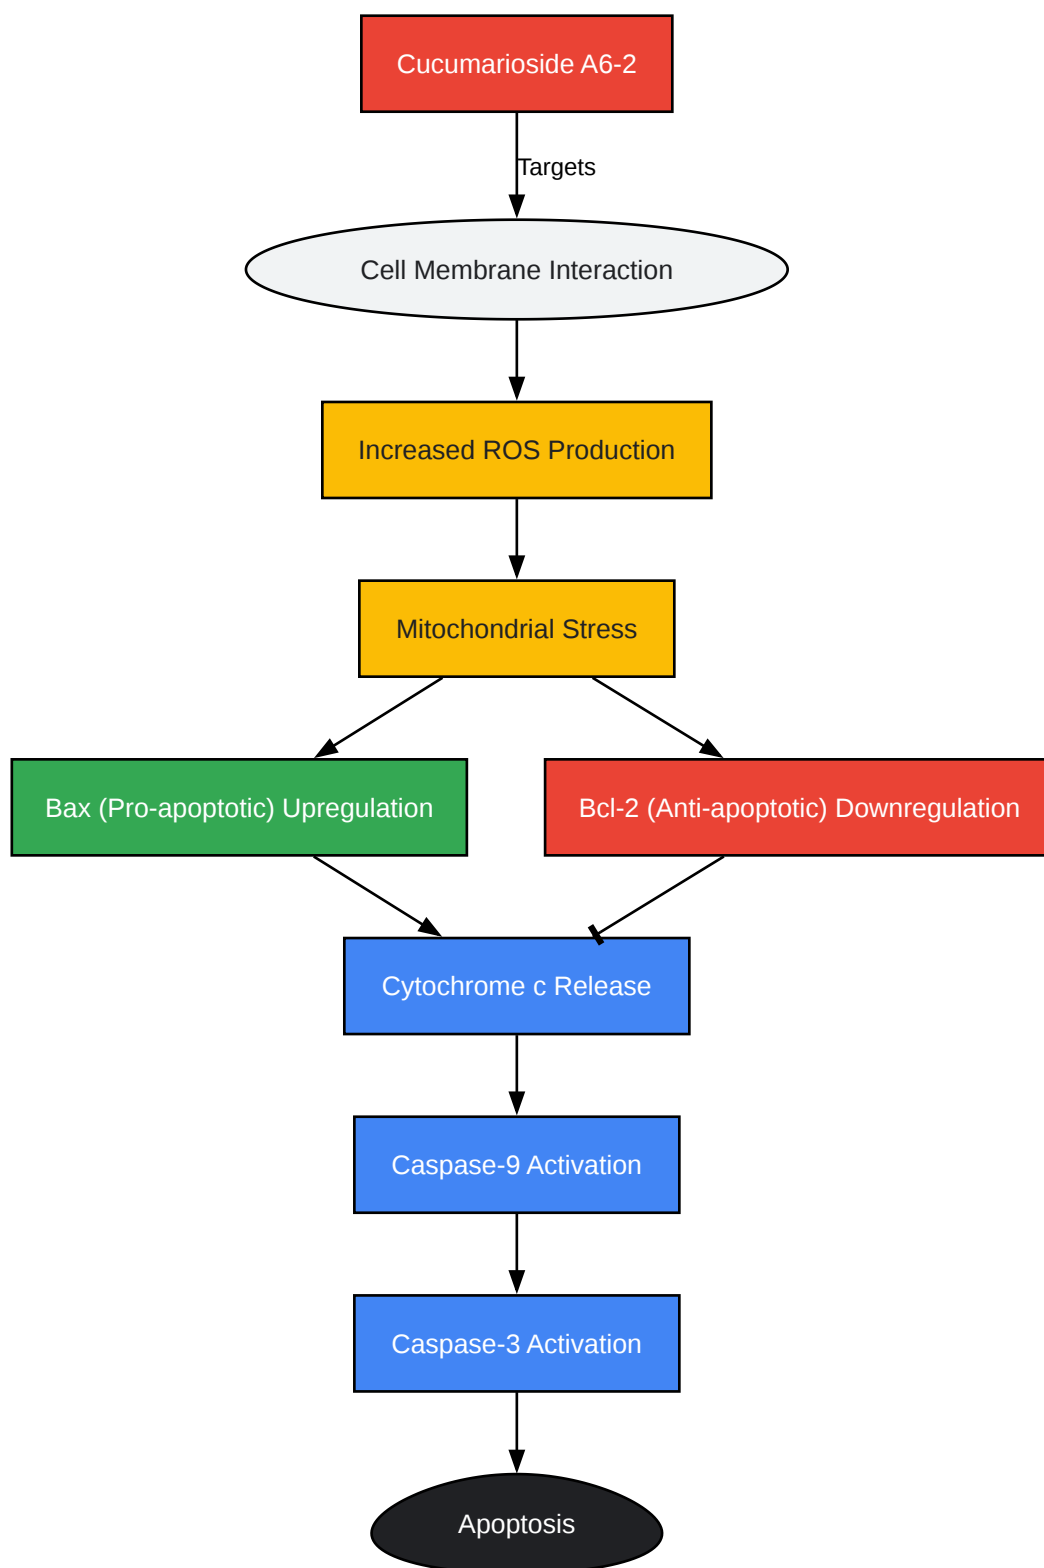 Cucumarioside A6-2
Targets
Cell Membrane Interaction
Increased ROS Production
Mitochondrial Stress
Bax (Pro-apoptotic) Upregulation
Bcl-2 (Anti-apoptotic) Downregulation
Cytochrome c Release
Caspase-9 Activation
Caspase-3 Activation
Apoptosis